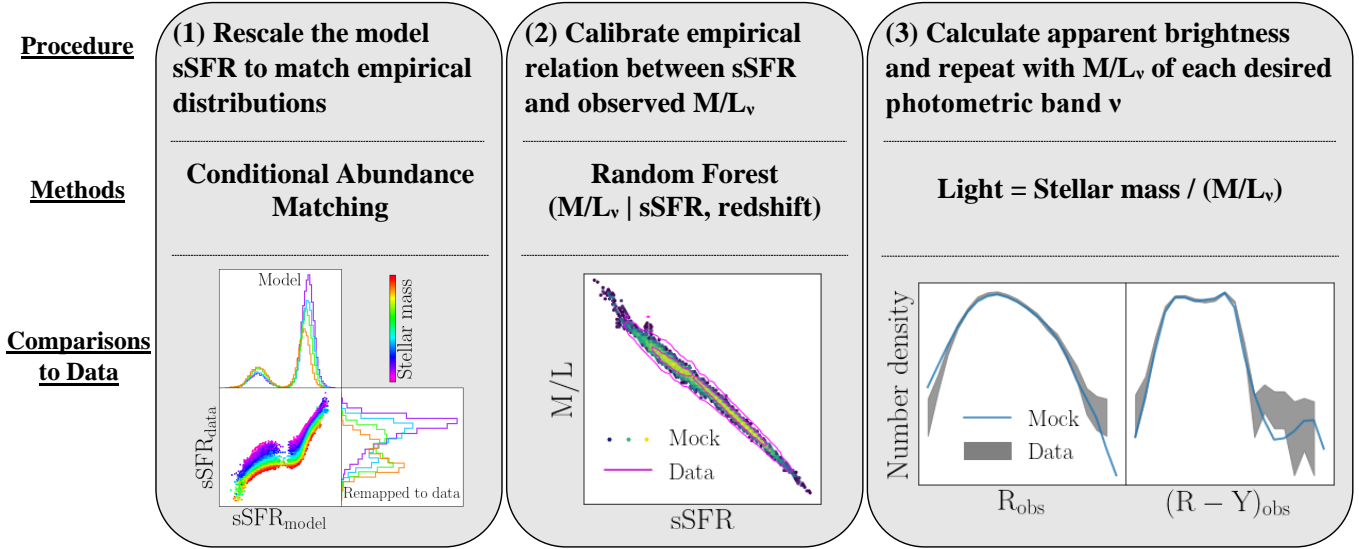 Procedure
(1) Rescale the model
sSFR to match empirical
distributions
(2) Calibrate empirical
relation between sSFR
and observed M/Lᵥ
(3) Calculate apparent brightness
and repeat with M/Lᵥ of each desired
photometric band ν
Methods
Conditional Abundance
Matching
Random Forest
(M/Lᵥ | sSFR, redshift)
Light = Stellar mass / (M/Lᵥ)
Comparisons
to Data
Model
Stellar mass
sSFR_data
Remapped to data
sSFR_model
M/L
Mock
Data
sSFR
Number density
Mock
Data
R_obs
(R − Y)_obs